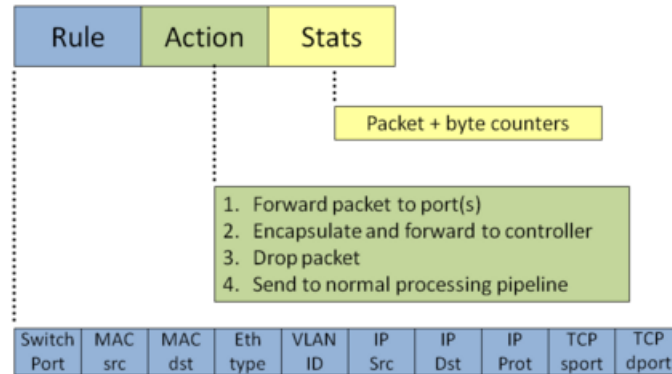 Rule Action Stats
Packet + byte counters
1. Forward packet to port(s)
2. Encapsulate and forward to controller
3. Drop packet
4. Send to normal processing pipeline
Switch MAC MAC Eth VLAN IP IP IP TCP TCP
Port src dst type ID Src Dst Prot sport dport